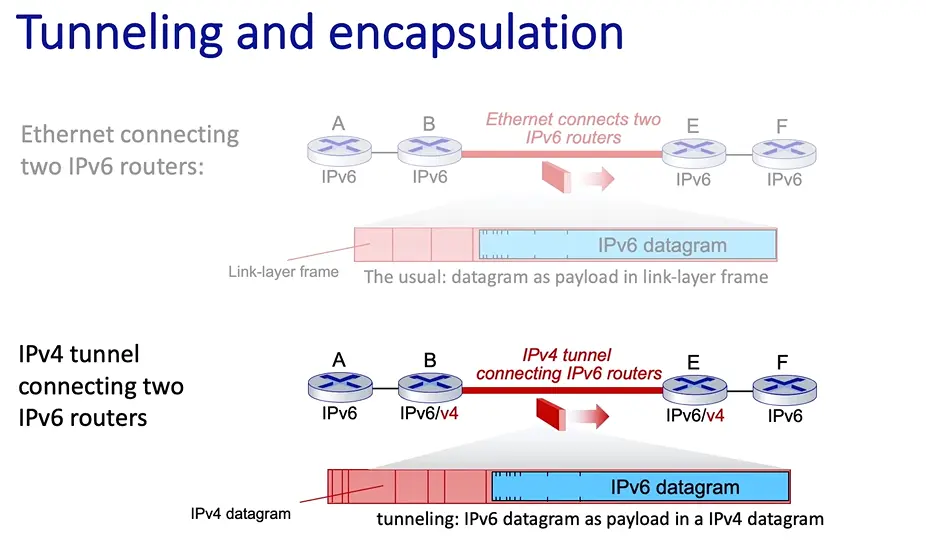 Tunneling and encapsulation
Ethernet connecting
two IPv6 routers:
A
B
Ethernet connects two
IPv6 routers
E
F
IPv6
IPv6
IPv6
IPv6
IPv6 datagram
Link-layer frame
The usual: datagram as payload in link-layer frame
IPv4 tunnel
connecting two
IPv6 routers
A
B
IPv4 tunnel
connecting IPv6 routers
E
F
IPv6
IPv6/v4
IPv6/v4
IPv6
IPv6 datagram
IPv4 datagram
tunneling: IPv6 datagram as payload in a IPv4 datagram